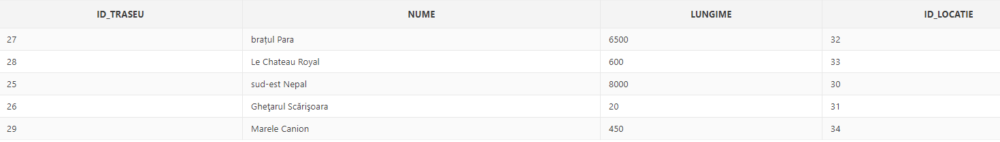 ID_TRASEU NUME LUNGIME ID_LOCATIE
27 brațul Para 6500 32
28 Le Chateau Royal 600 33
25 sud-est Nepal 8000 30
26 Gheţarul Scărişoara 20 31
29 Marele Canion 450 34